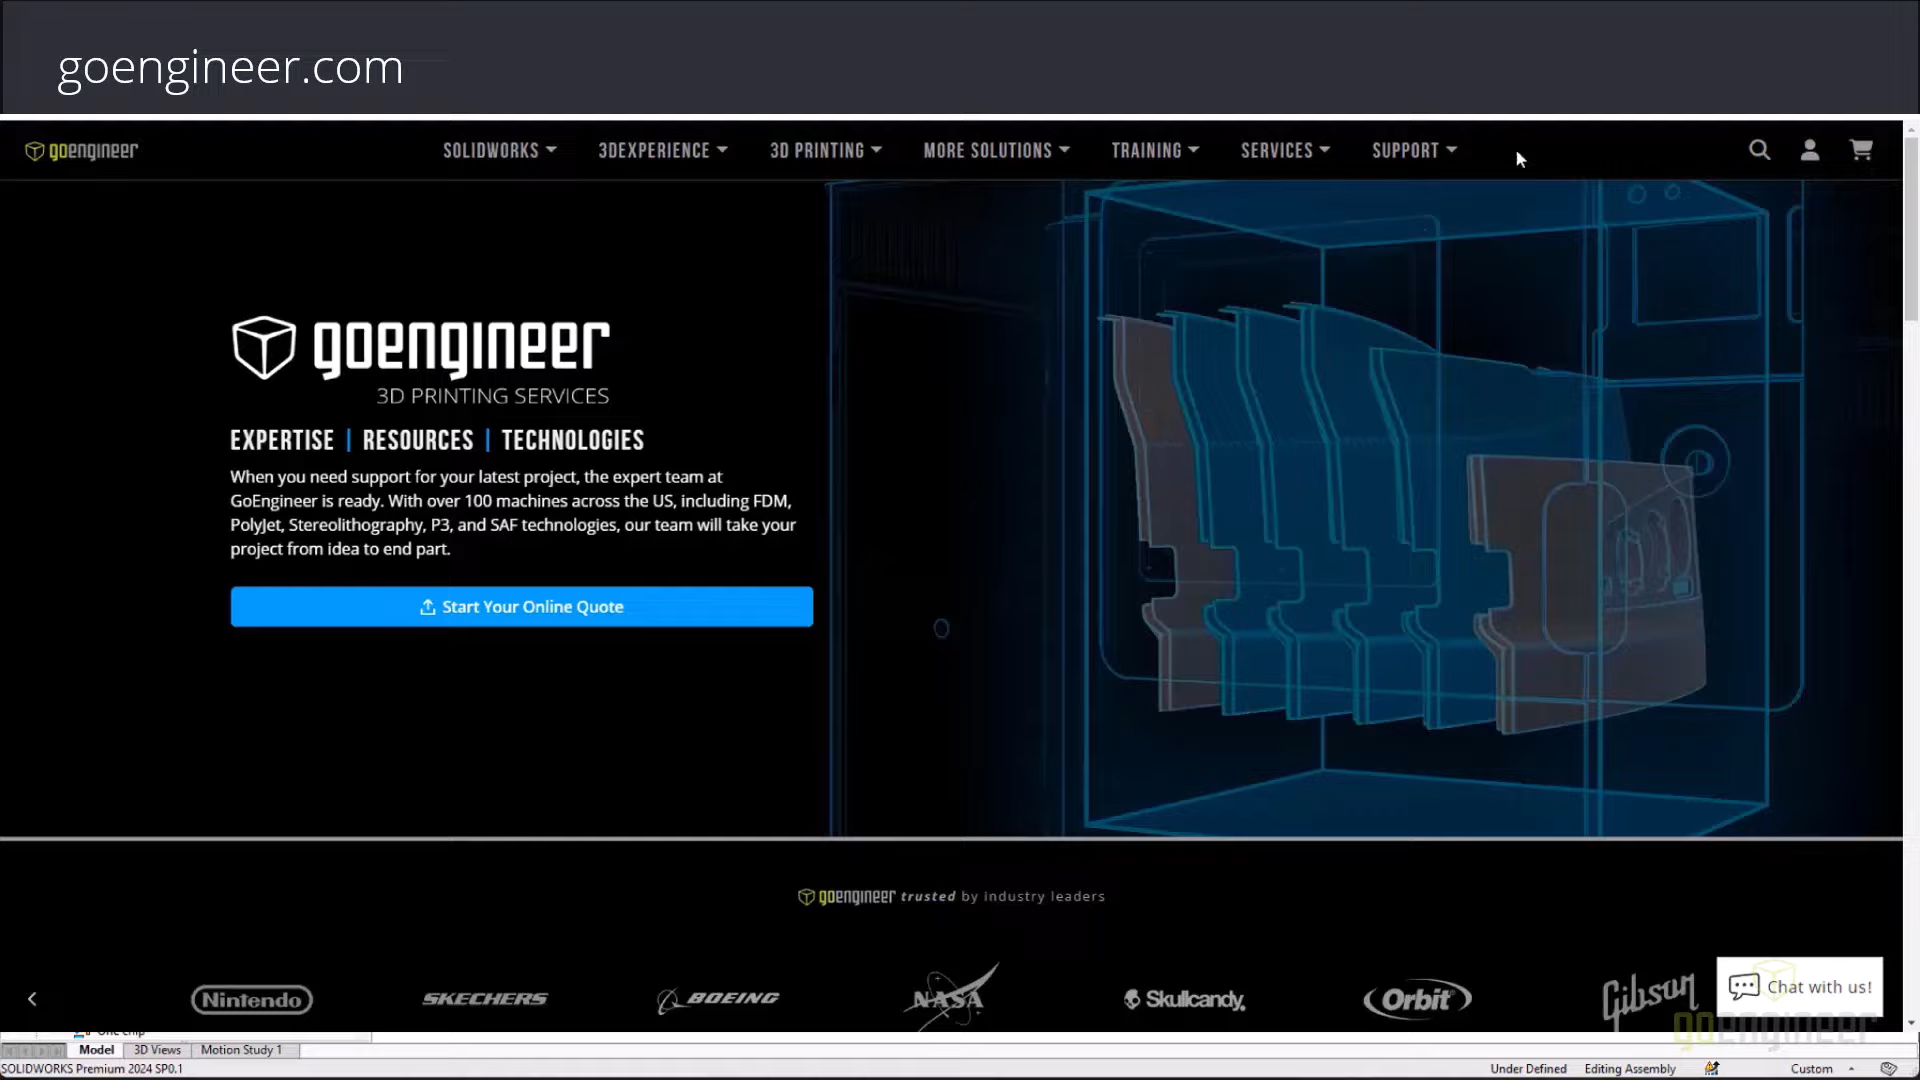 goengineer.com
goengineer
SOLIDWORKS
3DEXPERIENCE
3D PRINTING
MORE SOLUTIONS
TRAINING
SERVICES
SUPPORT
goengineer
3D PRINTING SERVICES
EXPERTISE | RESOURCES | TECHNOLOGIES
When you need support for your latest project, the expert team at
GoEngineer is ready. With over 100 machines across the US, including FDM,
PolyJet, Stereolithography, P3, and SAF technologies, our team will take your
project from idea to end part.
Start Your Online Quote
goengineer trusted by industry leaders
Nintendo
SKECHERS
BOEING
NASA
Skullcandy.
Orbit
Gibson
Chat with us!
goengineer
Model
3D Views
Motion Study 1
SOLIDWORKS Premium 2024 SP0.1
Under Defined
Editing Assembly
Custom